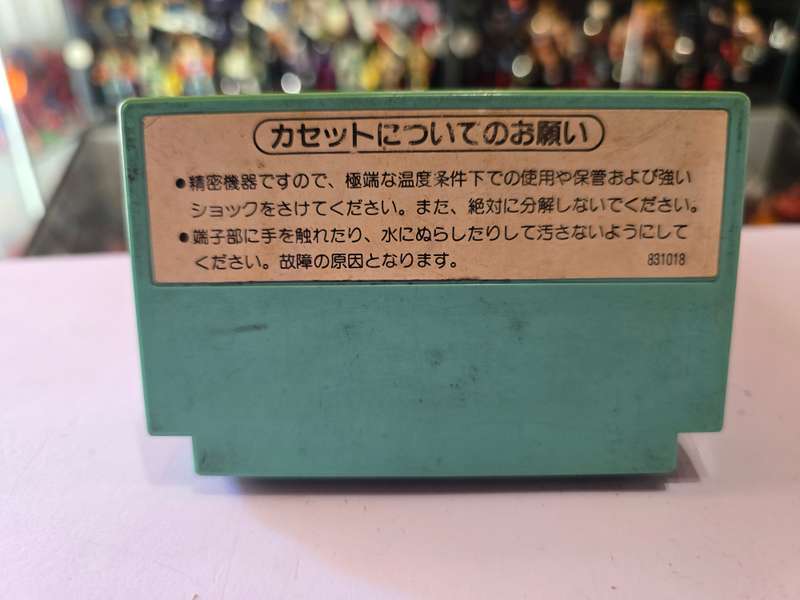 カセットについてのお願い
●精密機器ですので、極端な温度条件下での使用や保管および強い
ショックをさけてください。また、絶対に分解しないでください。
●端子部に手を触れたり、水にぬらしたりして汚さないようにして
ください。故障の原因となります。 831018